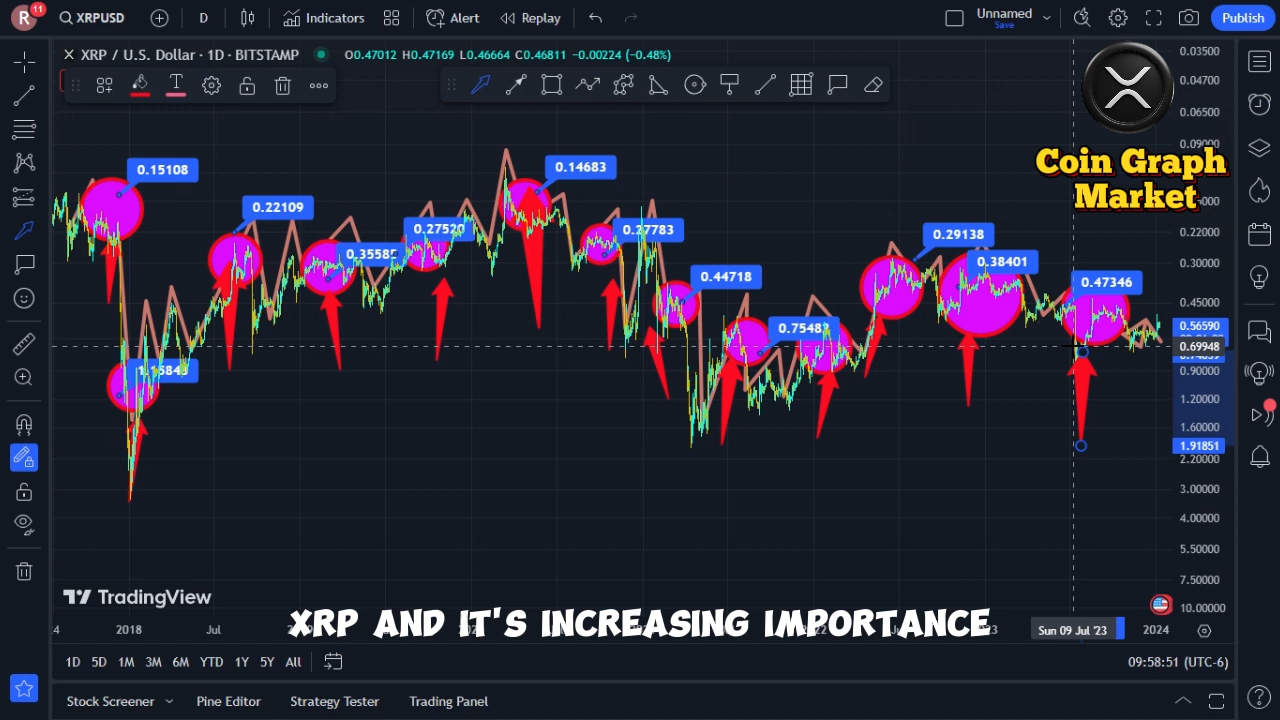 R
11
XRPUSD
D
Indicators
Alert
Replay
Unnamed
Save
Publish
XRP / U.S. Dollar · 1D · BITSTAMP
O0.47012 H0.47169 L0.46664 C0.46811 −0.00224 (−0.48%)
T
Coin Graph
Market
0.03500
0.04700
0.06500
0.22000
0.30000
0.45000
0.56590
0.69948
0.90000
1.20000
1.60000
1.91851
2.20000
3.00000
4.00000
5.50000
7.50000
10.00000
0.15108
0.22109
0.27520
0.14683
0.27783
0.44718
0.29138
0.38401
0.47346
TradingView
XRP AND IT'S INCREASING IMPORTANCE
2018
Jul
Sun 09 Jul '23
2024
1D 5D 1M 3M 6M YTD 1Y 5Y All
09:58:51 (UTC-6)
Stock Screener
Pine Editor
Strategy Tester
Trading Panel